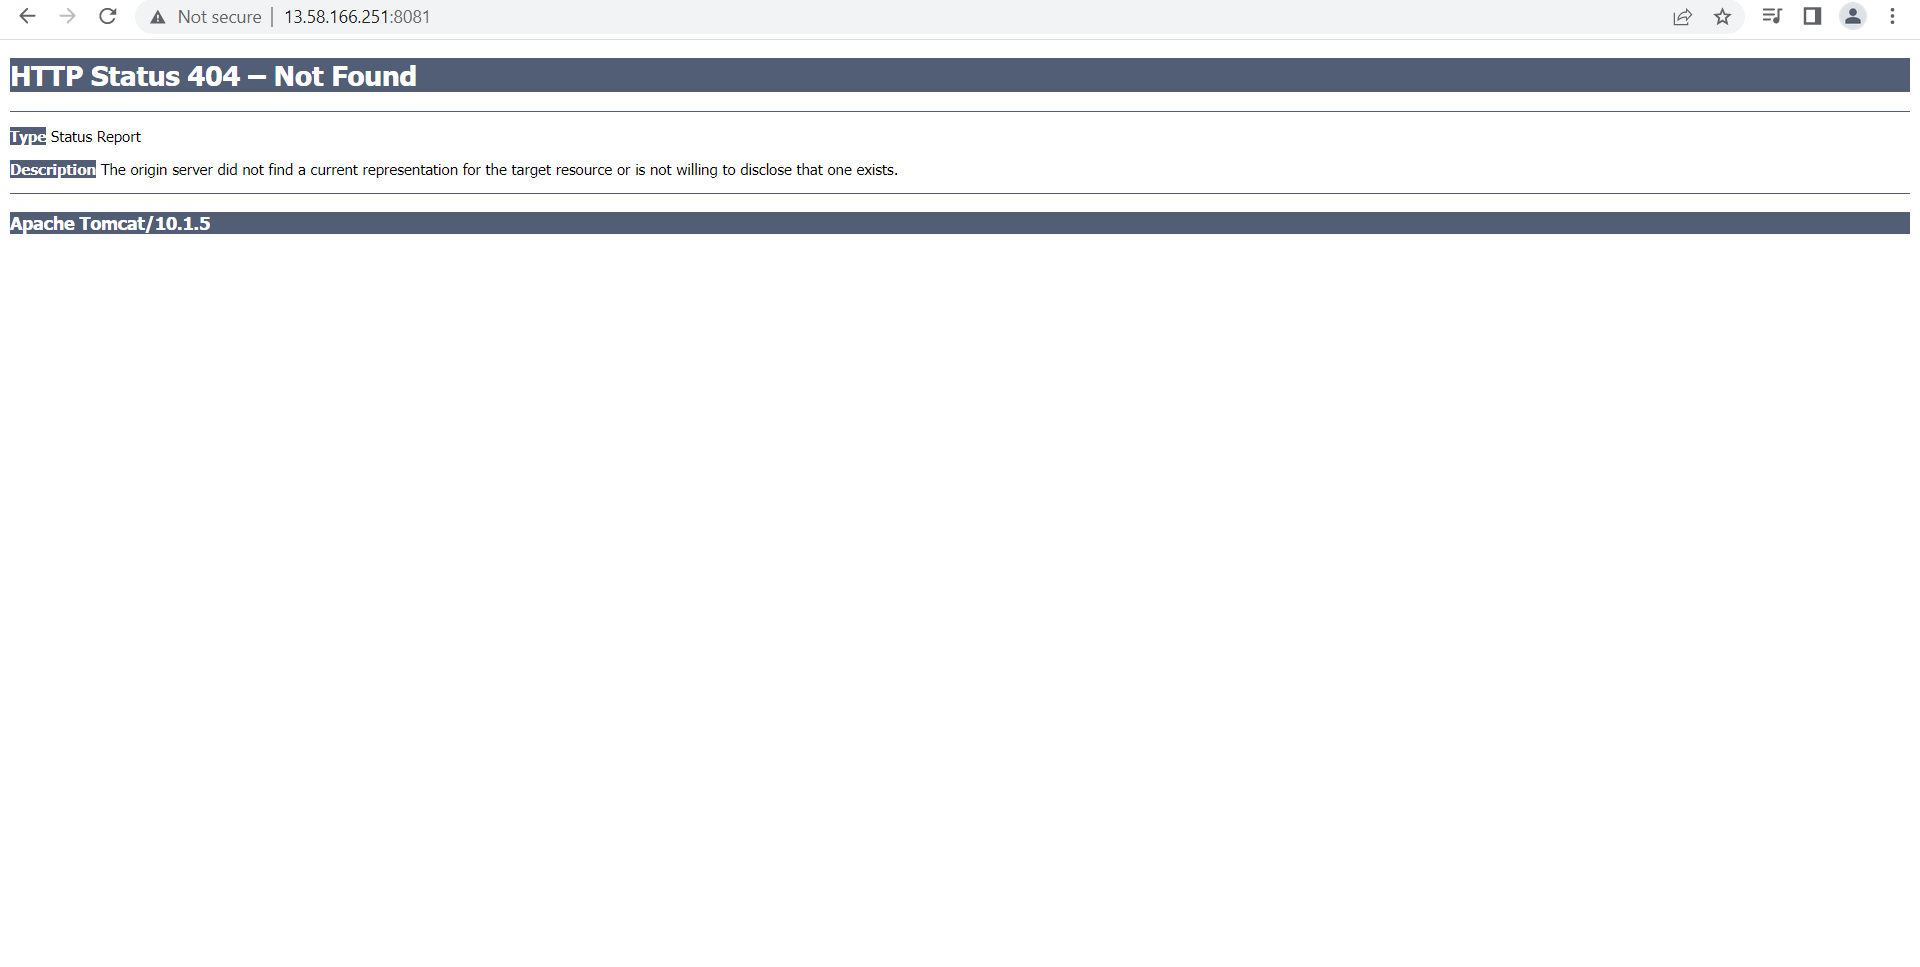 Not secure | 13.58.166.251:8081
HTTP Status 404 – Not Found
Type Status Report
Description The origin server did not find a current representation for the target resource or is not willing to disclose that one exists.
Apache Tomcat/10.1.5